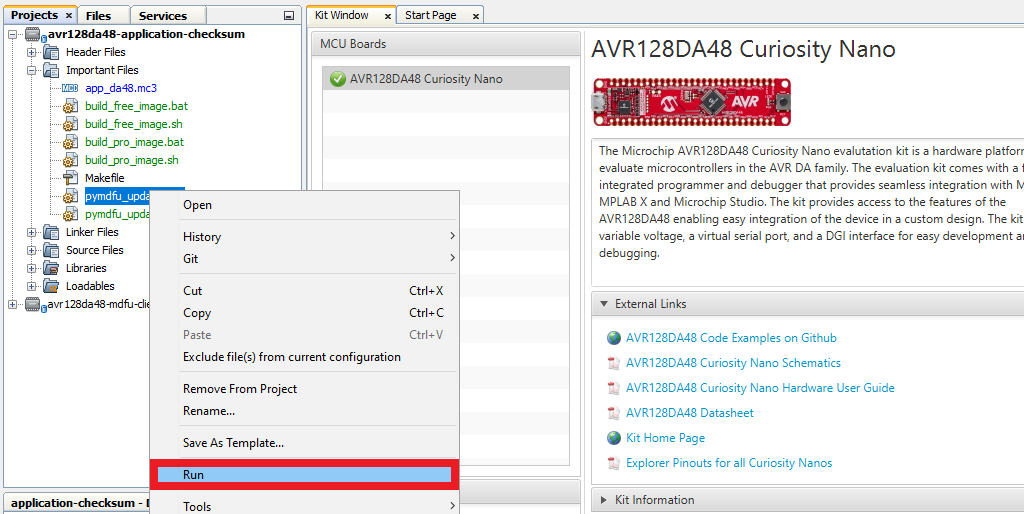 Projects
Files
Services
avr128da48-application-checksum
Header Files
Important Files
app_da48.mc3
build_free_image.bat
build_free_image.sh
build_pro_image.bat
build_pro_image.sh
Makefile
pymdfu_upda
pymdfu_upda
Linker Files
Source Files
Libraries
Loadables
avr128da48-mdfu-clie
Open
History
Git
Cut Ctrl+X
Copy Ctrl+C
Paste Ctrl+V
Exclude file(s) from current configuration
Remove From Project
Rename...
Save As Template...
Run
Tools
application-checksum -
Kit Window
Start Page
MCU Boards
AVR128DA48 Curiosity Nano
AVR128DA48 Curiosity Nano
AVR
The Microchip AVR128DA48 Curiosity Nano evalutation kit is a hardware platform
evaluate microcontrollers in the AVR DA family. The evaluation kit comes with a f
integrated programmer and debugger that provides seamless integration with M
MPLAB X and Microchip Studio. The kit provides access to the features of the
AVR128DA48 enabling easy integration of the device in a custom design. The kit
variable voltage, a virtual serial port, and a DGI interface for easy development an
debugging.
External Links
AVR128DA48 Code Examples on Github
AVR128DA48 Curiosity Nano Schematics
AVR128DA48 Curiosity Nano Hardware User Guide
AVR128DA48 Datasheet
Kit Home Page
Explorer Pinouts for all Curiosity Nanos
Kit Information